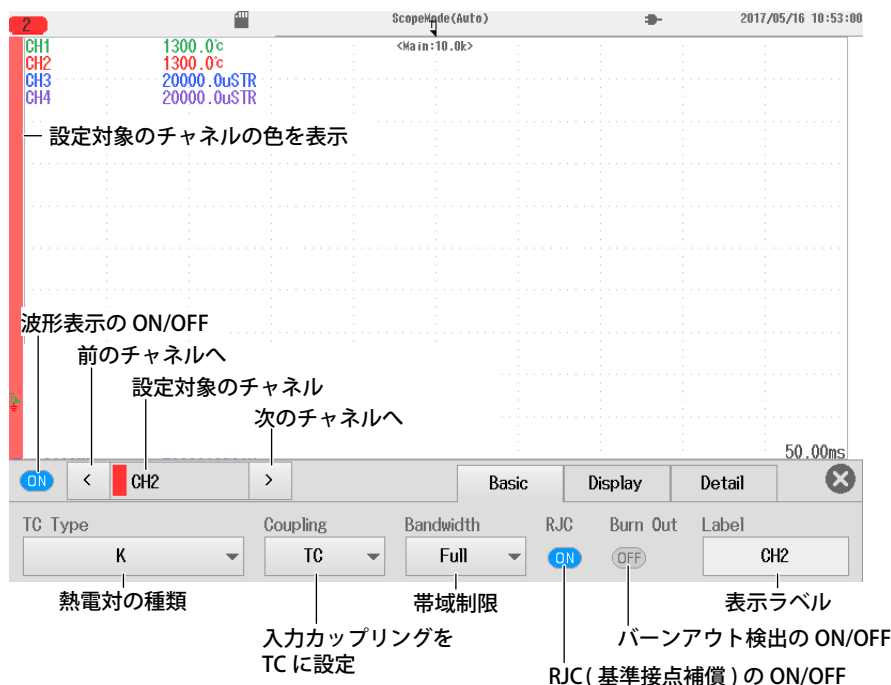 2 ScopeMode(Auto) 2017/05/16 10:53:00
<Main:10.0k>
CH1 1300.0℃
CH2 1300.0℃
CH3 20000.0uSTR
CH4 20000.0uSTR
設定対象のチャネルの色を表示
波形表示の ON/OFF
前のチャネルへ
設定対象のチャネル
次のチャネルへ
50.00ms
ON < CH2 > Basic Display Detail
TC Type Coupling Bandwidth RJC Burn Out Label
K TC Full ON OFF CH2
熱電対の種類
入力カップリングを
TC に設定
帯域制限
表示ラベル
バーンアウト検出の ON/OFF
RJC( 基準接点補償 ) の ON/OFF